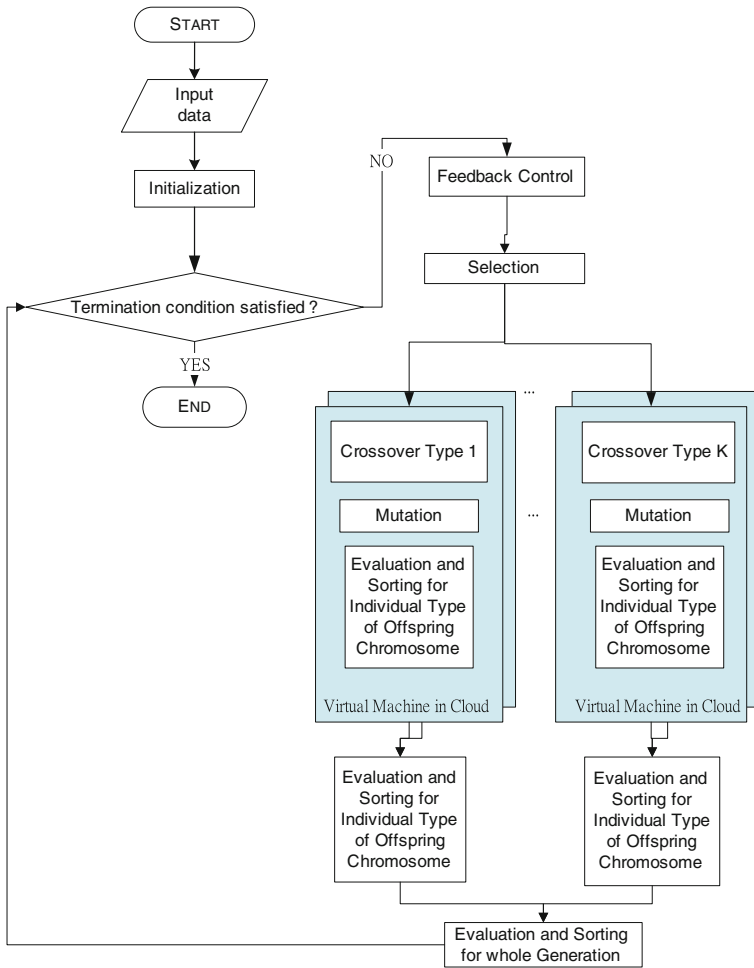 START
Input
data
Initialization
Termination condition satisfied ?
YES
END
NO
Feedback Control
Selection
...
Crossover Type 1
Mutation
Evaluation and
Sorting for
Individual Type
of Offspring
Chromosome
Virtual Machine in Cloud
...
Crossover Type K
Mutation
Evaluation and
Sorting for
Individual Type
of Offspring
Chromosome
Virtual Machine in Cloud
Evaluation and
Sorting for
Individual Type
of Offspring
Chromosome
Evaluation and
Sorting for
Individual Type
of Offspring
Chromosome
Evaluation and Sorting
for whole Generation